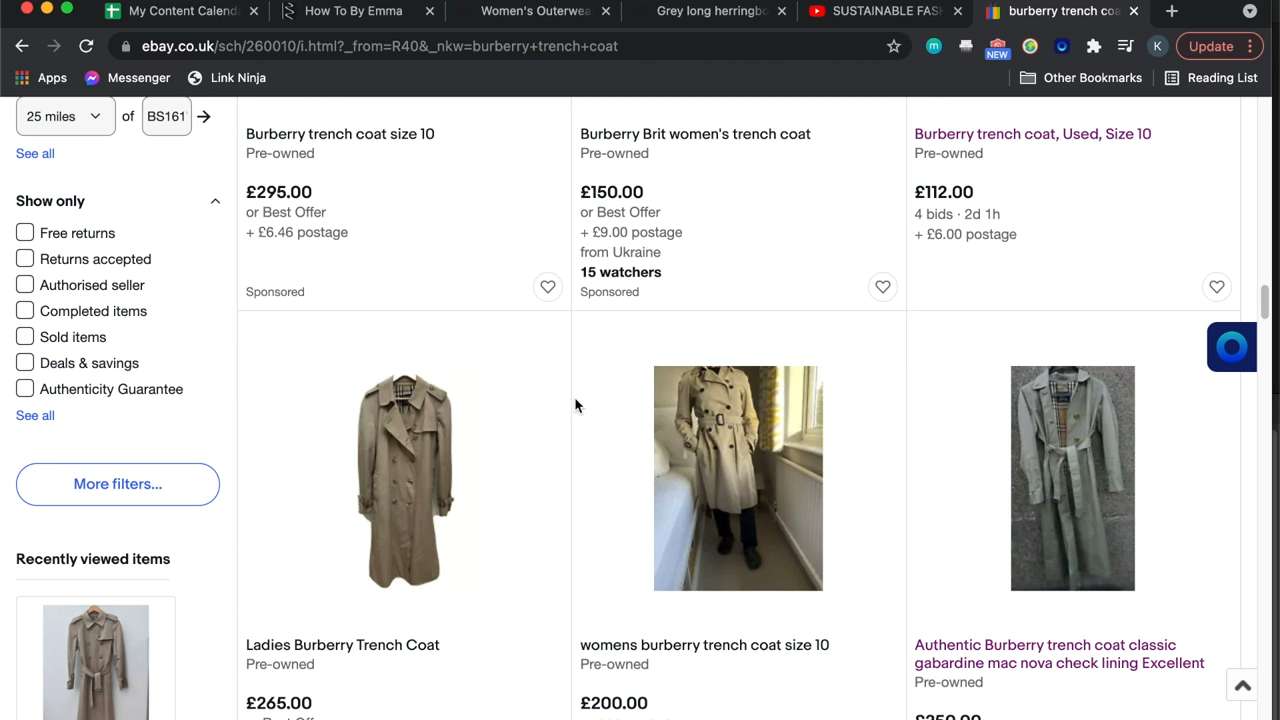 My Content Calend
How To By Emma
Women's Outerwea
Grey long herringbo
SUSTAINABLE FASH
burberry trench coa
ebay.co.uk/sch/260010/i.html?_from=R40&_nkw=burberry+trench+coat
NEW
K
Update
Apps
Messenger
Link Ninja
Other Bookmarks
Reading List
25 miles
of
BS161
See all
Show only
Free returns
Returns accepted
Authorised seller
Completed items
Sold items
Deals & savings
Authenticity Guarantee
See all
More filters...
Recently viewed items
Burberry trench coat size 10
Pre-owned
£295.00
or Best Offer
+ £6.46 postage
Sponsored
Burberry Brit women's trench coat
Pre-owned
£150.00
or Best Offer
+ £9.00 postage
from Ukraine
15 watchers
Sponsored
Burberry trench coat, Used, Size 10
Pre-owned
£112.00
4 bids · 2d 1h
+ £6.00 postage
Ladies Burberry Trench Coat
Pre-owned
£265.00
womens burberry trench coat size 10
Pre-owned
£200.00
Authentic Burberry trench coat classic
gabardine mac nova check lining Excellent
Pre-owned